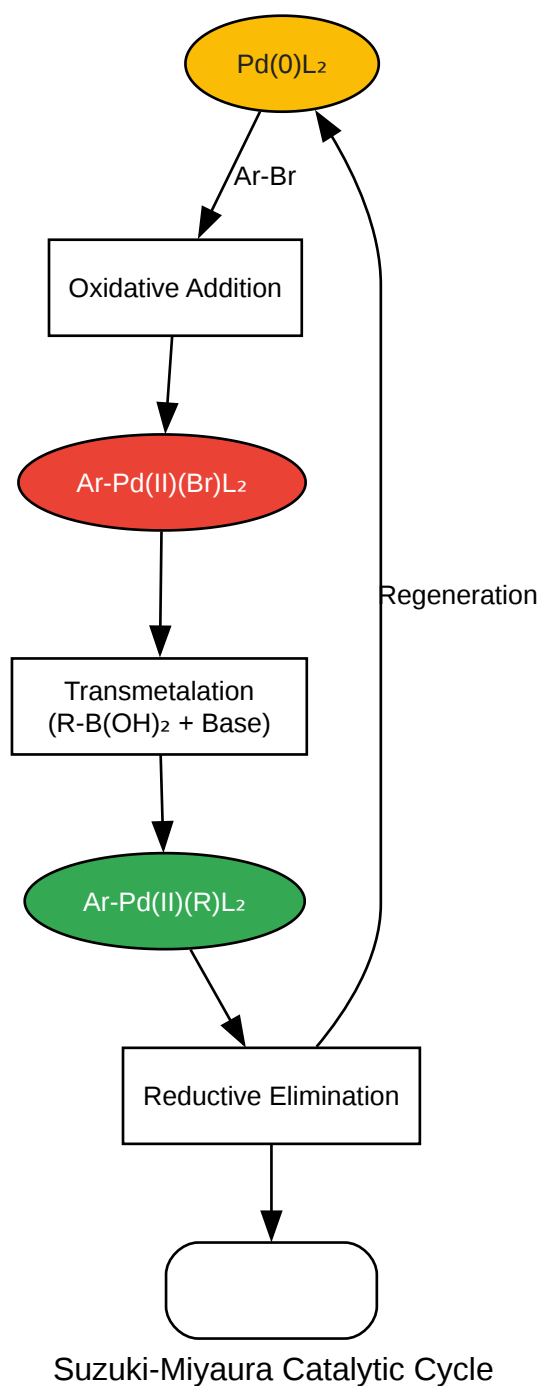 Pd(0)L₂
Ar-Br
Oxidative Addition
Ar-Pd(II)(Br)L₂
Regeneration
Transmetalation
(R-B(OH)₂ + Base)
Ar-Pd(II)(R)L₂
Reductive Elimination
Suzuki-Miyaura Catalytic Cycle